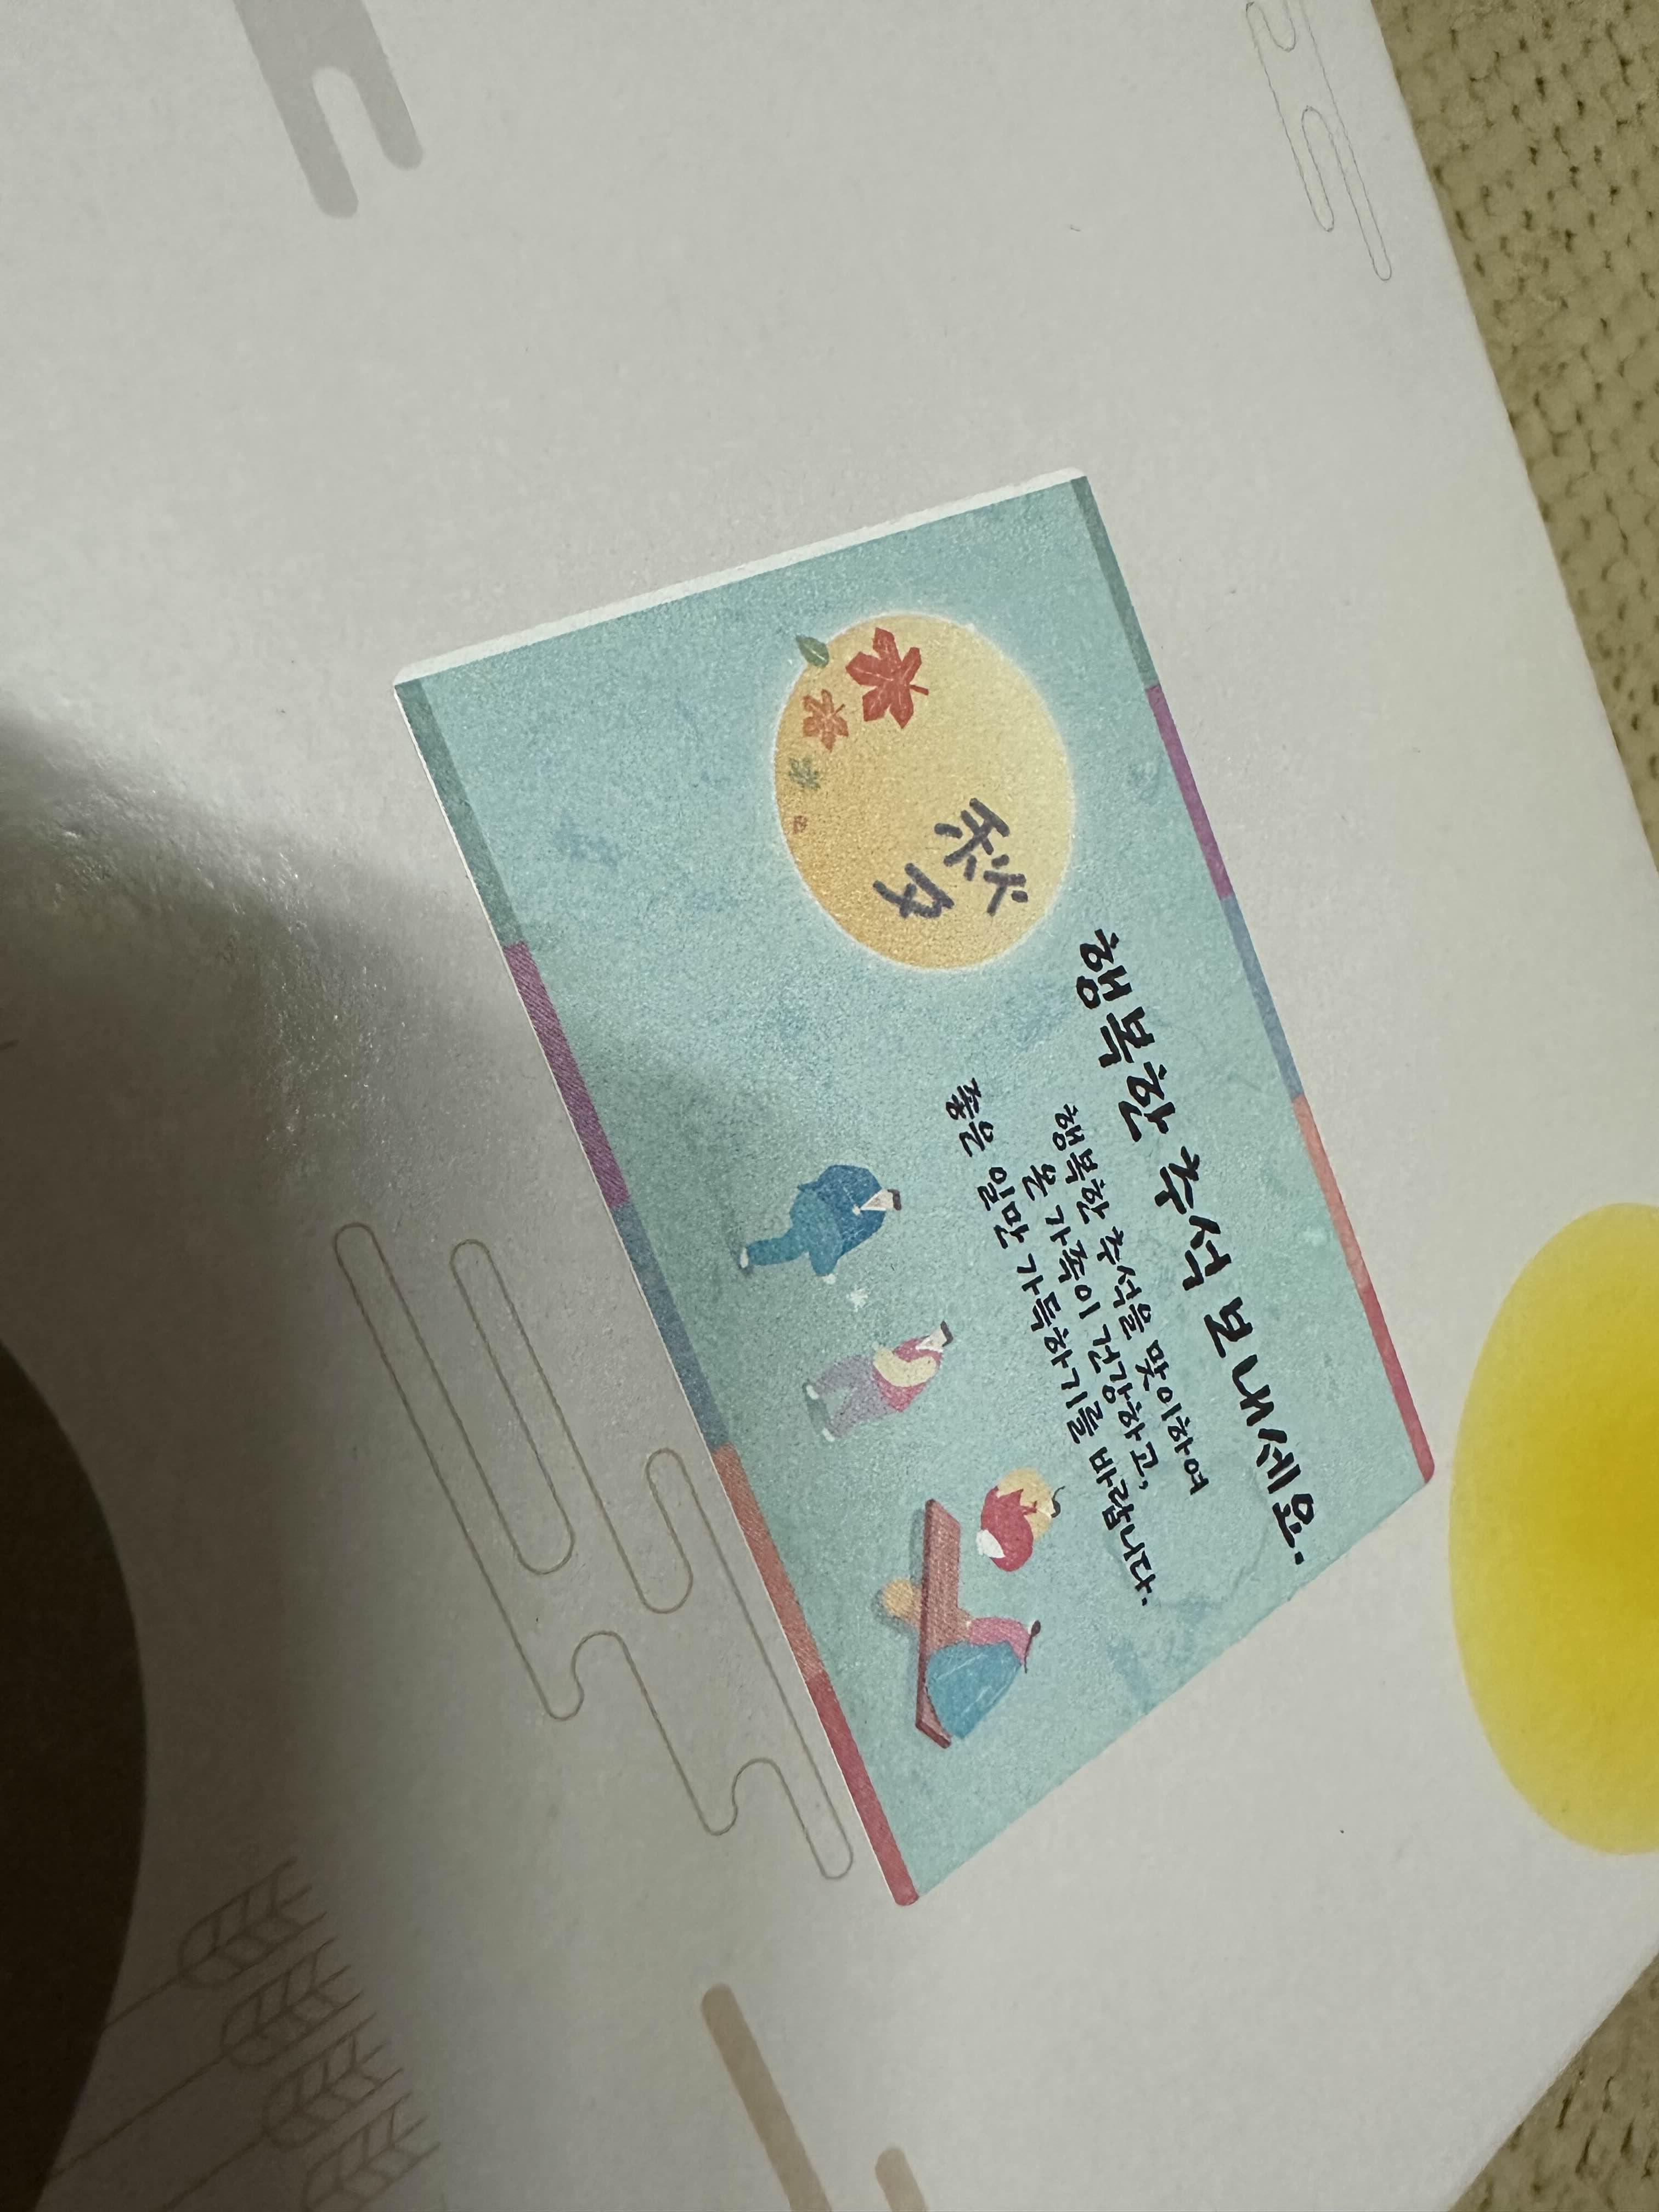 秋
夕
행복한 추석 보내세요.
행복한 추석을 맞이하여
온 가족이 건강하고,
좋은 일만 가득하기를 바랍니다.